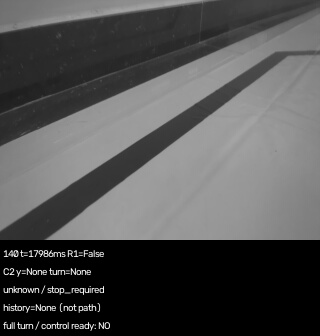 140 t=17986ms R1=False
C2 y=None turn=None
unknown / stop_required
history=None (not path)
full turn / control ready: NO